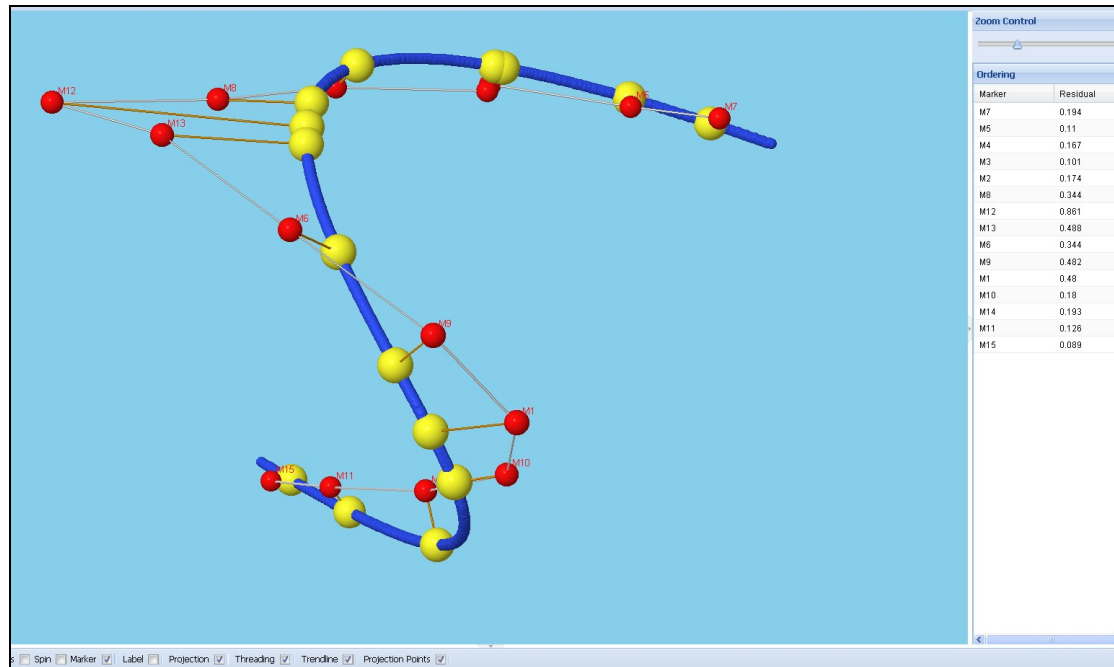 Zoom Control
Ordering
Marker Residual
M7 0.194
M5 0.11
M4 0.167
M3 0.101
M2 0.174
M8 0.344
M12 0.861
M13 0.488
M6 0.344
M9 0.482
M1 0.48
M10 0.18
M14 0.193
M11 0.126
M15 0.089
M12
M8
M5
M7
M13
M6
M9
M1
M10
M15
M11
Spin Marker Label Projection Threading Trendline Projection Points